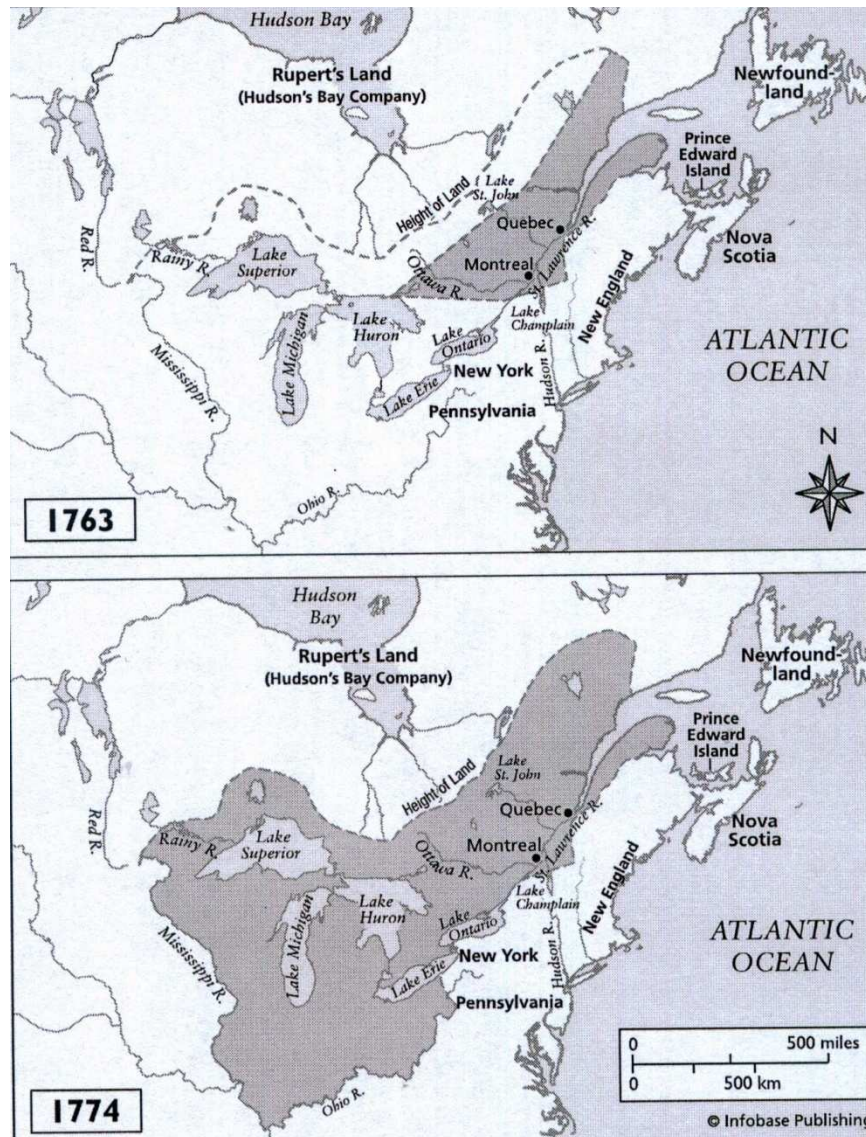 Hudson Bay
Rupert's Land
(Hudson's Bay Company)
Newfound-
land
Prince
Edward
Island
Nova
Scotia
Height of Land
Lake
St. John
Quebec
Montreal
St. Lawrence R.
Ottawa R.
Red R.
Rainy R.
Lake
Superior
Lake Michigan
Lake
Huron
Lake
Ontario
Lake Erie
Lake
Champlain
New England
New York
Hudson R.
Pennsylvania
Mississippi R.
Ohio R.
ATLANTIC
OCEAN
N
1763
Hudson
Bay
Rupert's Land
(Hudson's Bay Company)
Newfound-
land
Prince
Edward
Island
Nova
Scotia
Height of Land
Lake
St. John
Quebec
Montreal
St. Lawrence R.
Ottawa R.
Red R.
Rainy R.
Lake
Superior
Lake Michigan
Lake
Huron
Lake
Ontario
Lake Erie
Lake
Champlain
New England
New York
Hudson R.
Pennsylvania
Mississippi R.
Ohio R.
ATLANTIC
OCEAN
0 500 miles
0 500 km
1774
© Infobase Publishing